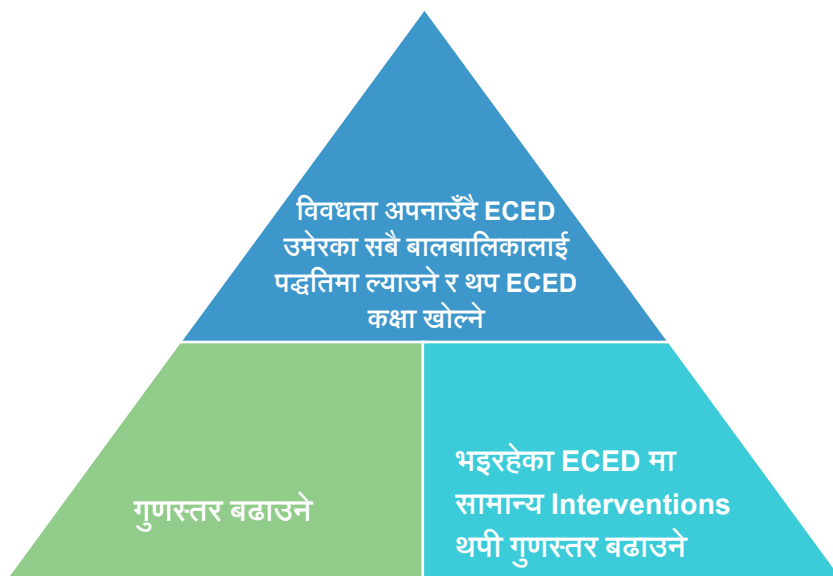 विवधता अपनाउँदै ECED
उमेरका सबै बालबालिकालाई
पद्धतिमा ल्याउने र थप ECED
कक्षा खोल्ने
गुणस्तर बढाउने
भइरहेका ECED मा
सामान्य Interventions
थपी गुणस्तर बढाउने